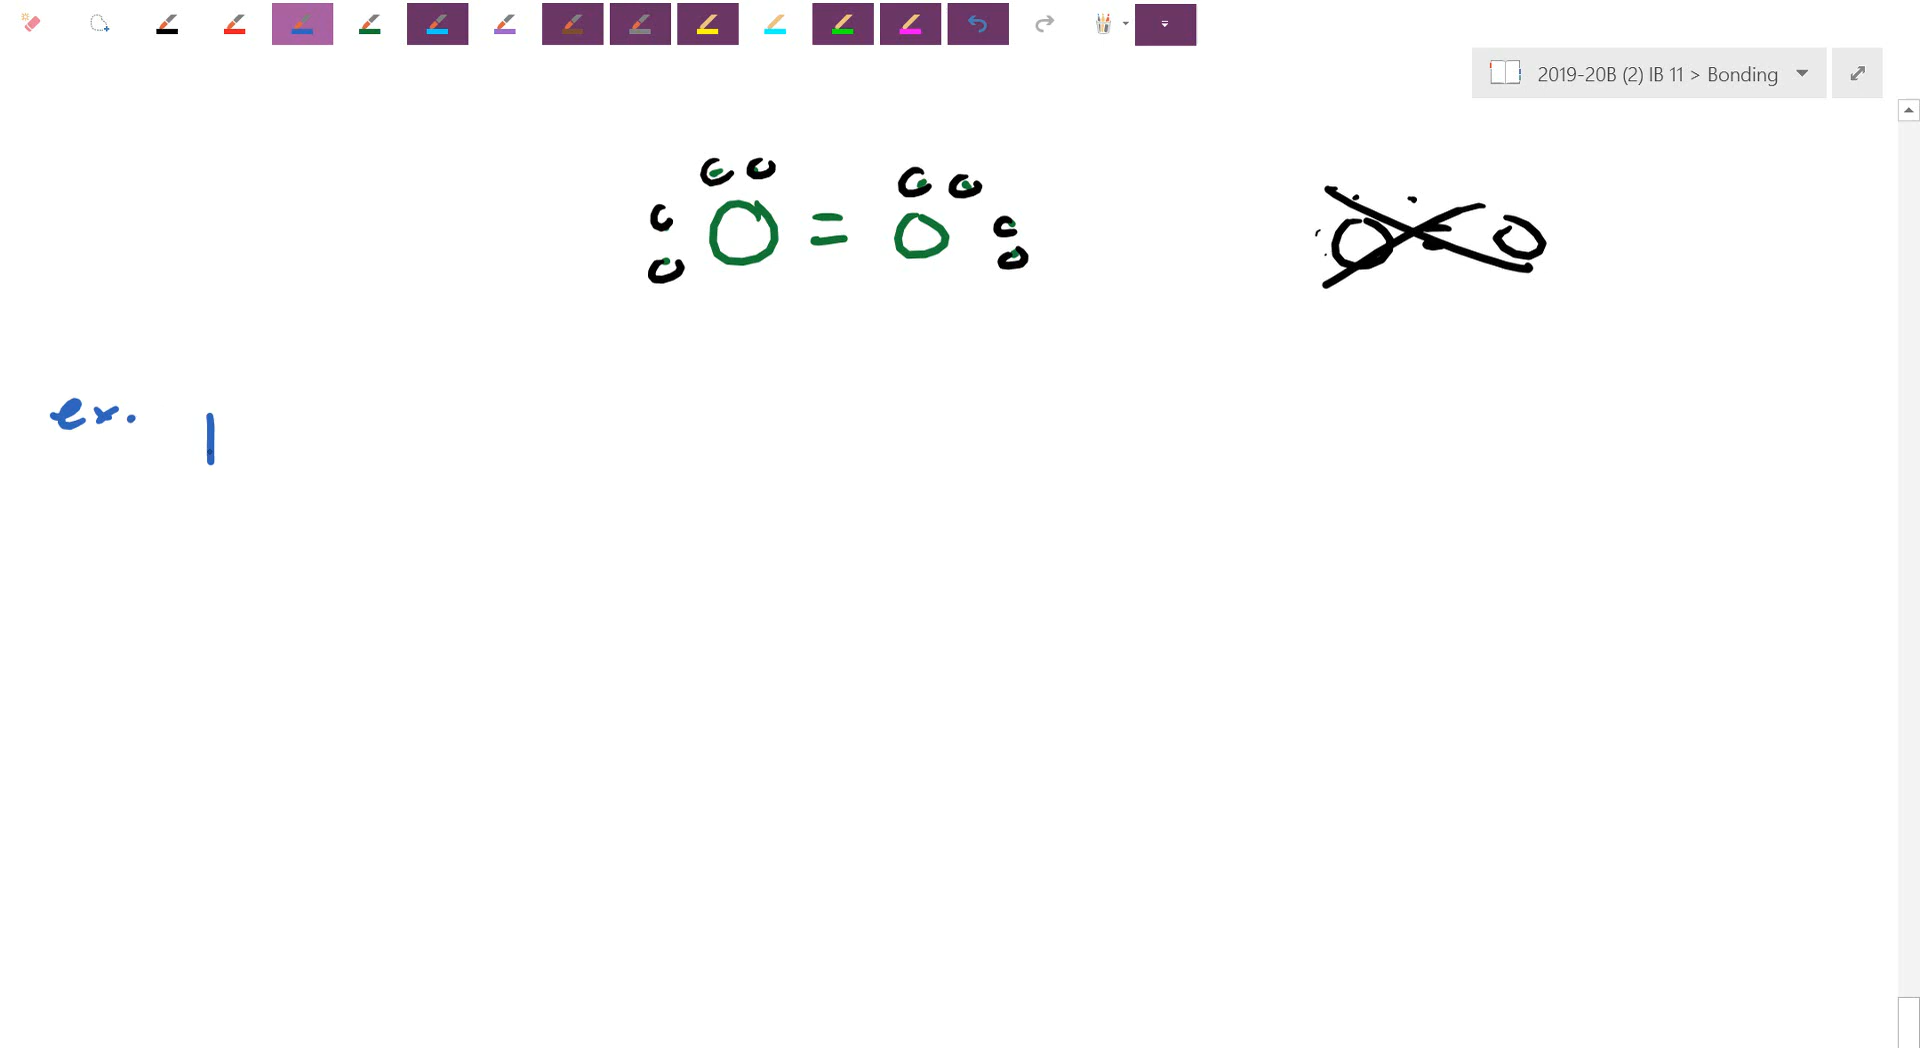 2019-20B (2) IB 11 > Bonding
O = O
O = O
ex. |